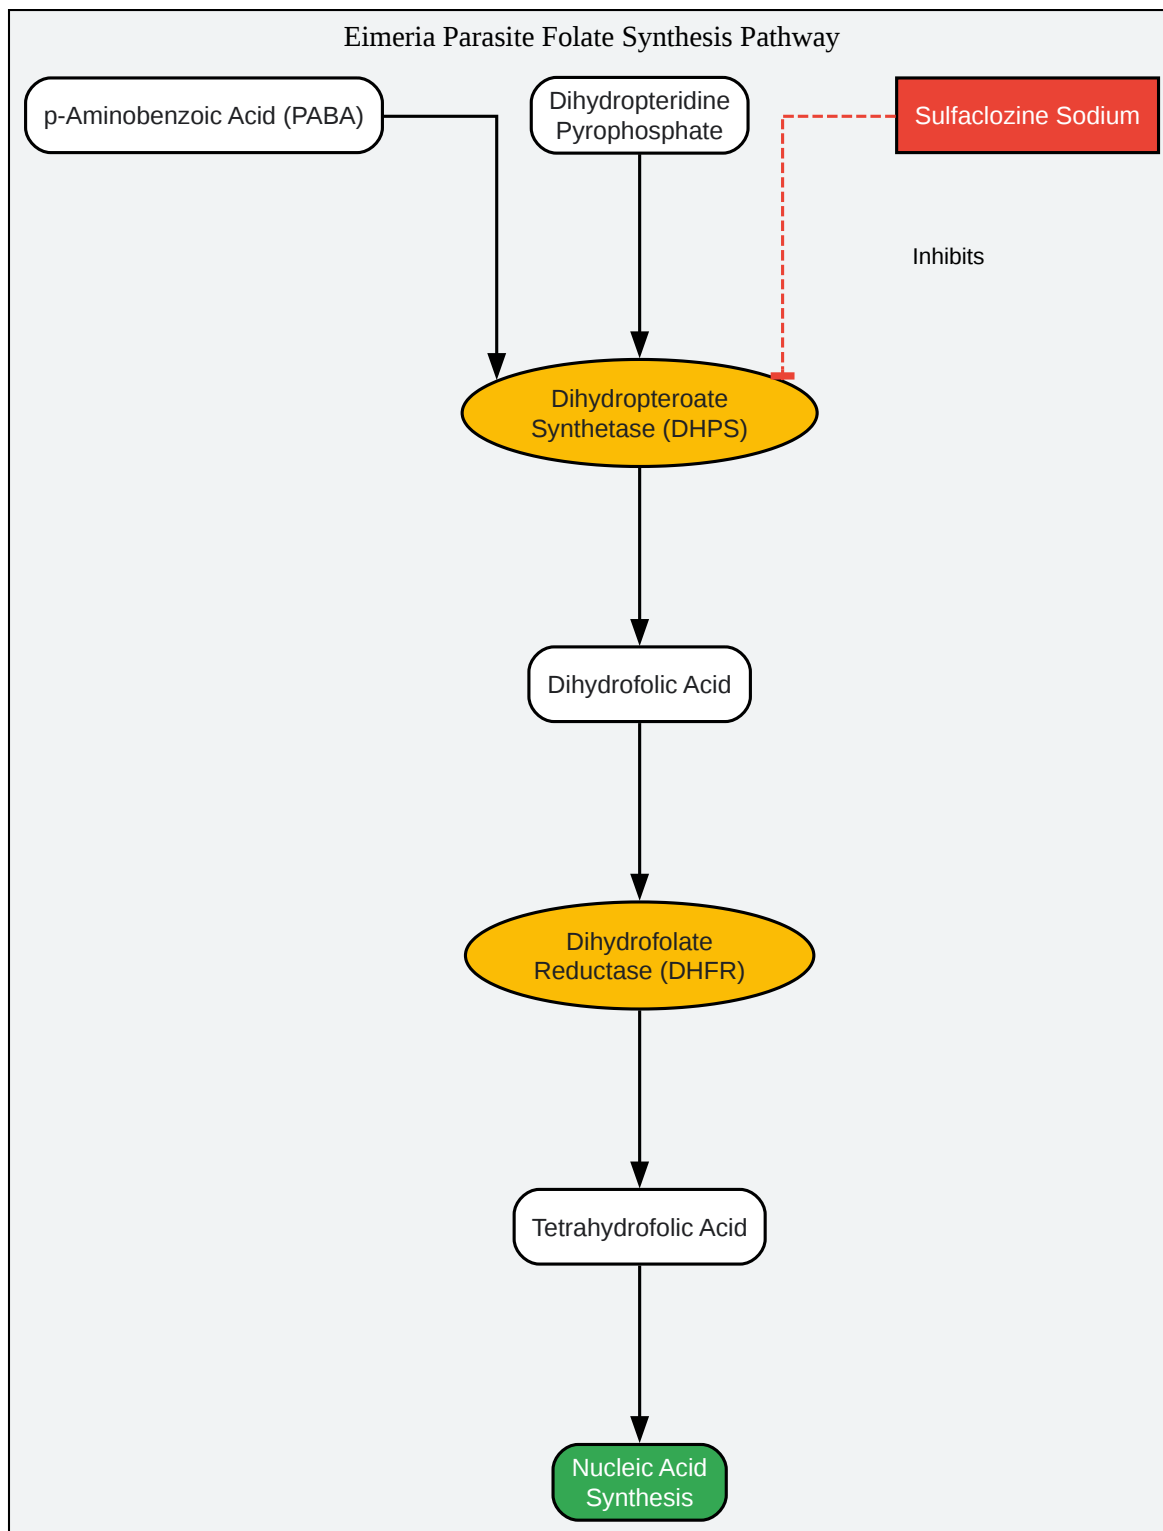 Eimeria Parasite Folate Synthesis Pathway
p-Aminobenzoic Acid (PABA)
Dihydropteridine
Pyrophosphate
Sulfaclozine Sodium
Inhibits
Dihydropteroate
Synthetase (DHPS)
Dihydrofolic Acid
Dihydrofolate
Reductase (DHFR)
Tetrahydrofolic Acid
Nucleic Acid
Synthesis